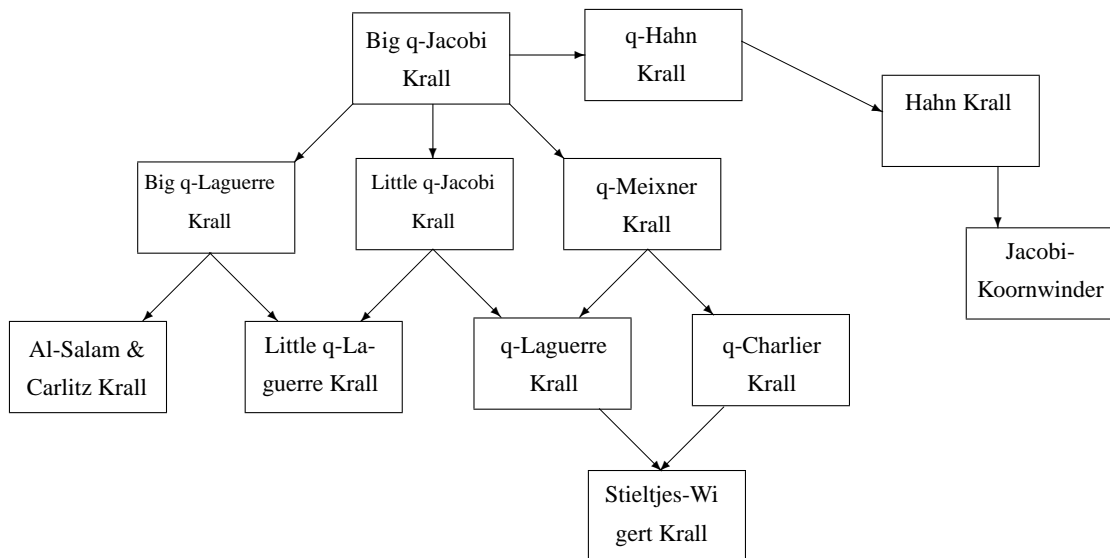 Big q-Jacobi
Krall
q-Hahn
Krall
Hahn Krall
Big q-Laguerre
Krall
Little q-Jacobi
Krall
q-Meixner
Krall
Jacobi-
Koornwinder
Al-Salam &
Carlitz Krall
Little q-La-
guerre Krall
q-Laguerre
Krall
q-Charlier
Krall
Stieltjes-Wi
gert Krall